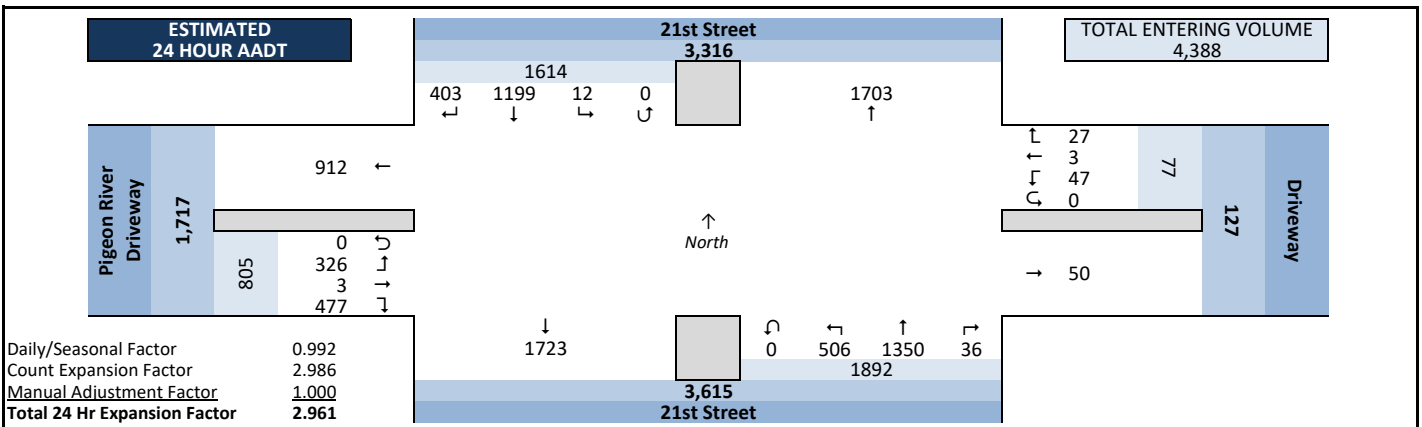 ESTIMATED
24 HOUR AADT
21st Street
3,316
TOTAL ENTERING VOLUME
4,388
1614
403 1199 12 0
↵ ↓ ↳ ↺
1703
↑
Pigeon River
Driveway
1,717
912 ←
805
0 ⮌
326 ↰
3 →
477 ↴
↑
North
↱ 27
← 3
↲ 47
⮎ 0
77
127
Driveway
→ 50
↓
1723
⮏ ↰ ↑ ↱
0 506 1350 36
1892
3,615
21st Street
Daily/Seasonal Factor 0.992
Count Expansion Factor 2.986
Manual Adjustment Factor 1.000
Total 24 Hr Expansion Factor 2.961